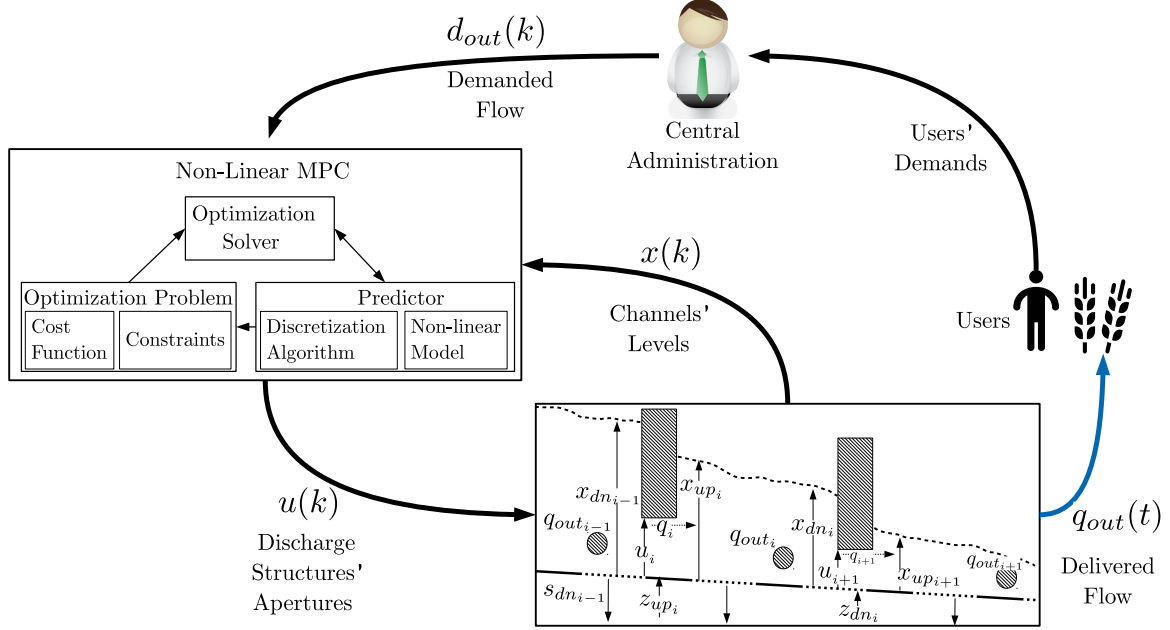 d_{out}(k)
Demanded
Flow
Central
Administration
Users'
Demands
Non-Linear MPC
Optimization
Solver
Optimization Problem
Cost
Function
Constraints
Predictor
Discretization
Algorithm
Non-linear
Model
x(k)
Channels'
Levels
Users
u(k)
Discharge
Structures'
Apertures
x_{dn_{i-1}}
x_{up_i}
q_{out_{i-1}}
q_i
u_i
q_{out_i}
x_{dn_i}
q_{i+1}
u_{i+1}
x_{up_{i+1}}
q_{out_{i+1}}
s_{dn_{i-1}}
z_{up_i}
z_{dn_i}
q_{out}(t)
Delivered
Flow